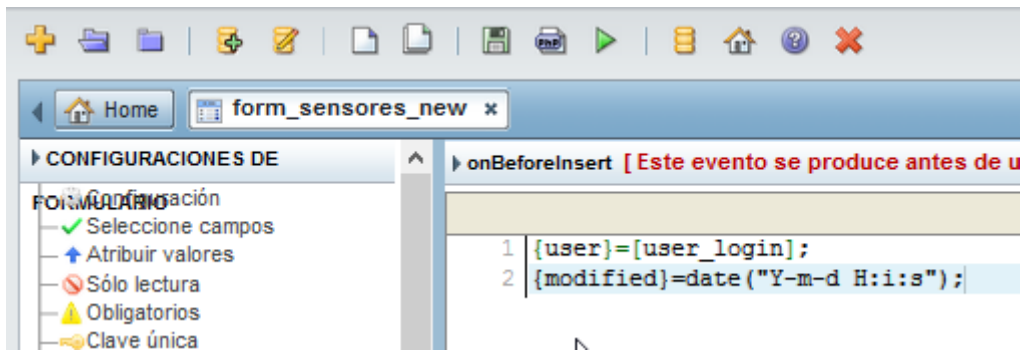 PHP
Home
form_sensores_new ×
CONFIGURACIONES DE
FORMULARIO
Configuración
Seleccione campos
Atribuir valores
Sólo lectura
Obligatorios
Clave única
onBeforeInsert [ Este evento se produce antes de u
1 {user}=[user_login];
2 {modified}=date("Y-m-d H:i:s");